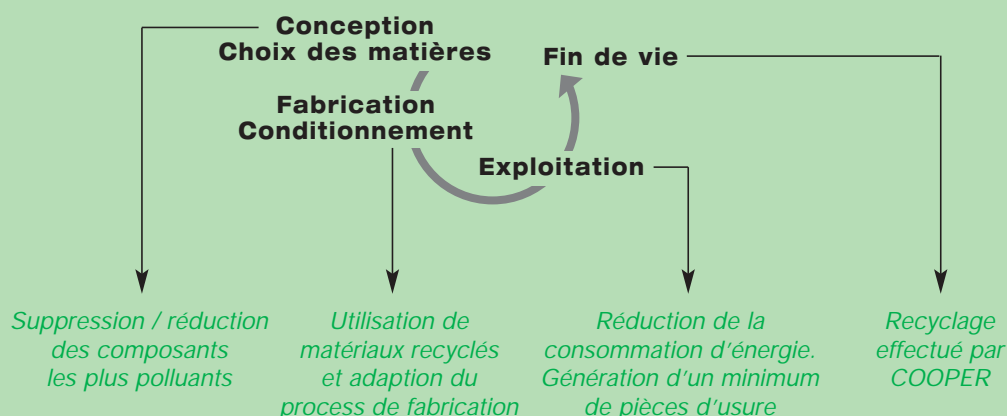 Conception
Choix des matières
Fin de vie
Fabrication
Conditionnement
Exploitation
Suppression / réduction
des composants
les plus polluants
Utilisation de
matériaux recyclés
et adaption du
process de fabrication
Réduction de la
consommation d'énergie.
Génération d'un minimum
de pièces d'usure
Recyclage
effectué par
COOPER